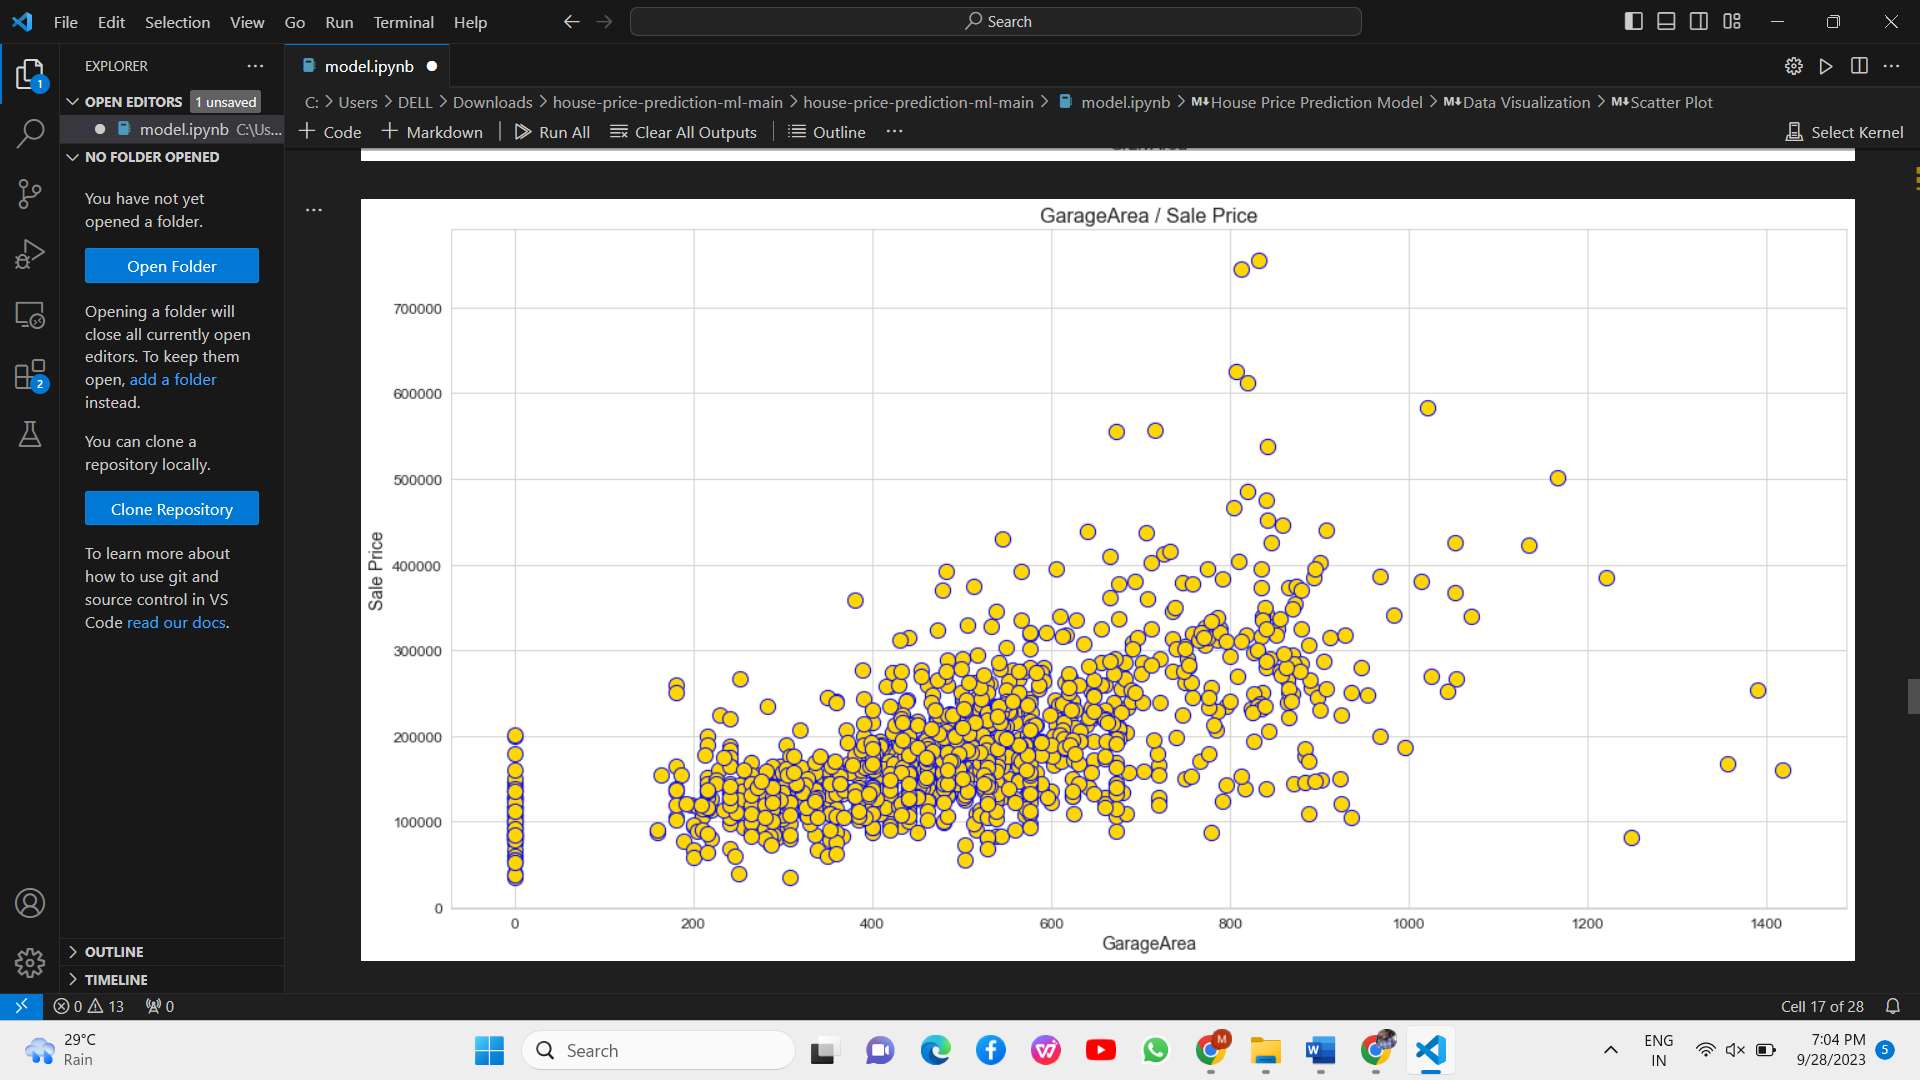 File Edit Selection View Go Run Terminal Help
Search
EXPLORER
OPEN EDITORS 1 unsaved
model.ipynb C:\Us...
NO FOLDER OPENED
You have not yet
opened a folder.
Open Folder
Opening a folder will
close all currently open
editors. To keep them
open, add a folder
instead.
You can clone a
repository locally.
Clone Repository
To learn more about
how to use git and
source control in VS
Code read our docs.
OUTLINE
TIMELINE
1
2
model.ipynb
C: > Users > DELL > Downloads > house-price-prediction-ml-main > house-price-prediction-ml-main > model.ipynb > M↓House Price Prediction Model > M↓Data Visualization > M↓Scatter Plot
+ Code + Markdown Run All Clear All Outputs Outline ...
Select Kernel
GarageArea / Sale Price
Sale Price
700000
600000
500000
400000
300000
200000
100000
0
0 200 400 600 800 1000 1200 1400
GarageArea
0 13 0
Cell 17 of 28
29°C
Rain
Search
M
W
ENG
IN
7:04 PM
9/28/2023
5